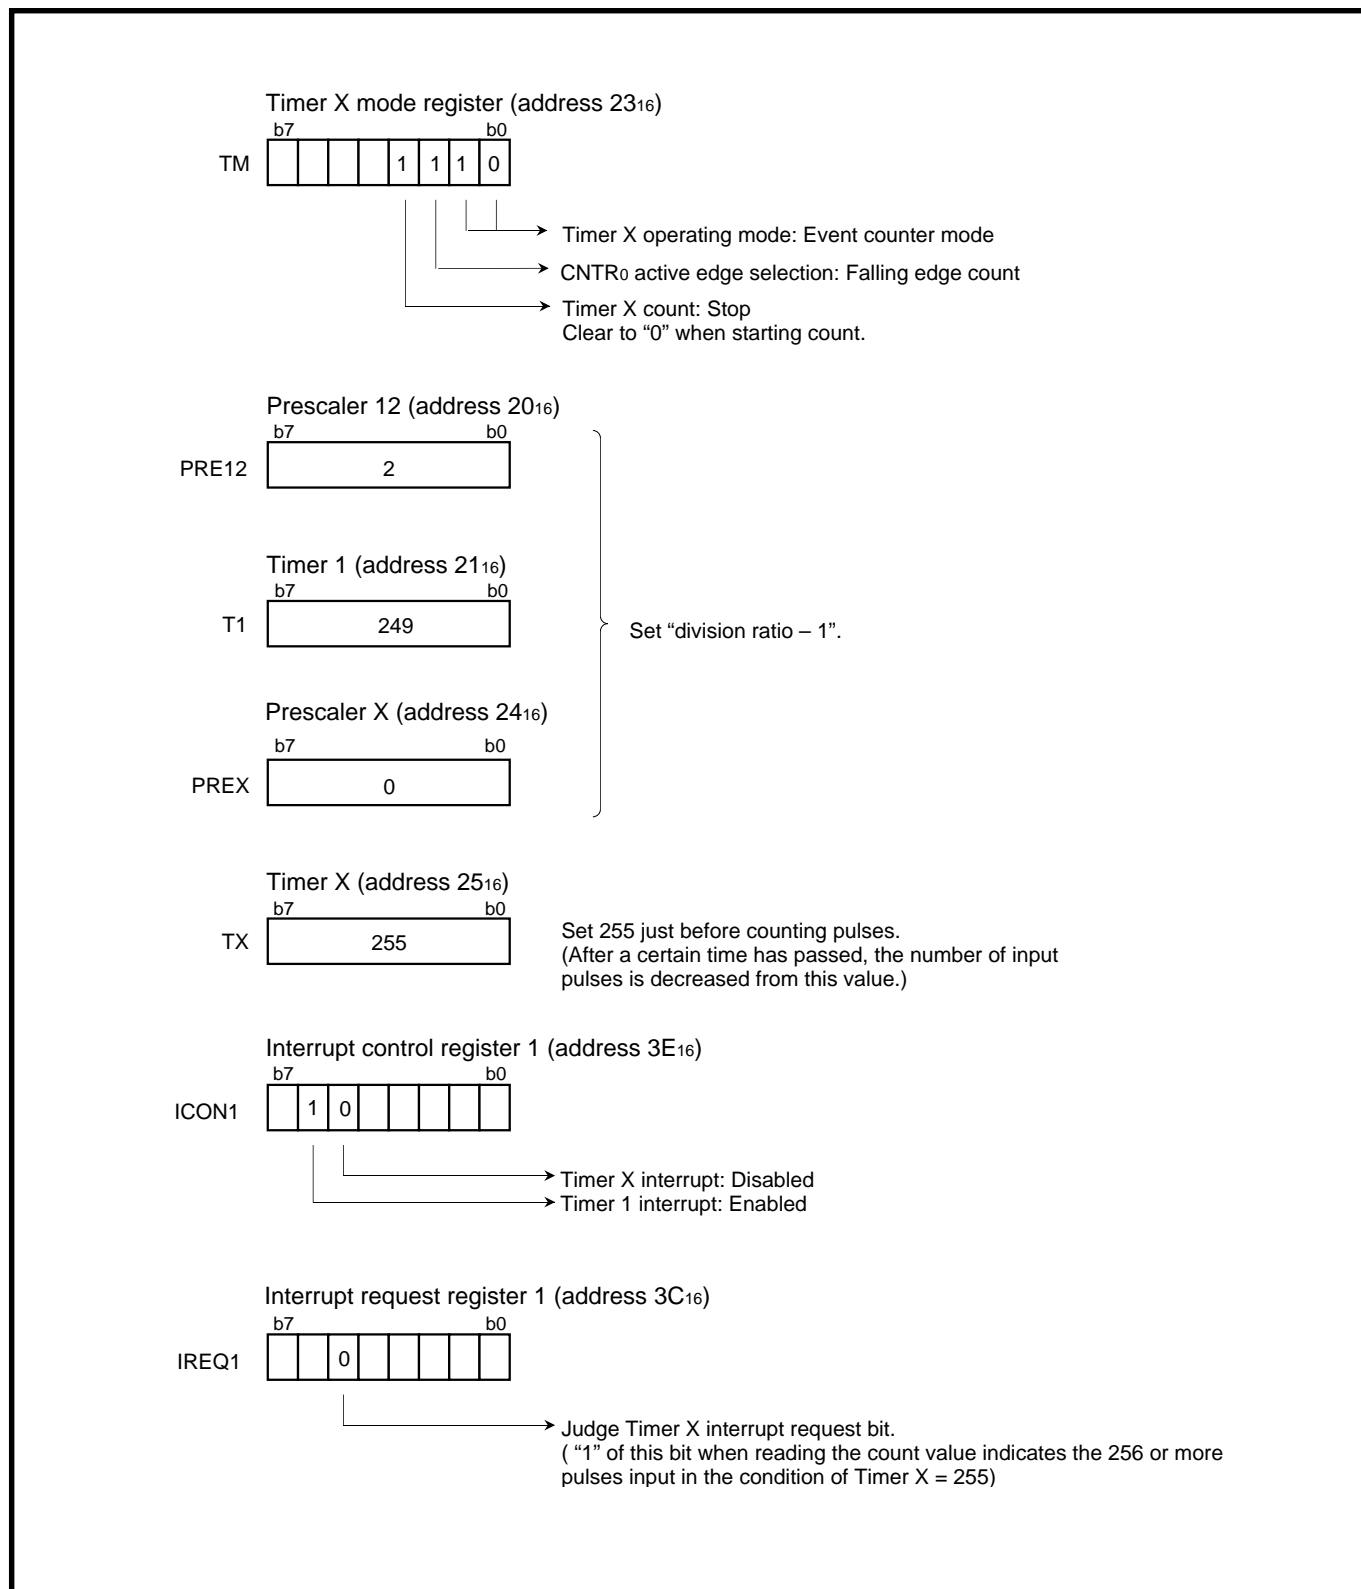 Timer X mode register (address 2316)
b7 b0
TM 1 1 1 0
Timer X operating mode: Event counter mode
CNTR0 active edge selection: Falling edge count
Timer X count: Stop
Clear to “0” when starting count.
Prescaler 12 (address 2016)
b7 b0
PRE12 2
Timer 1 (address 2116)
b7 b0
T1 249
Set “division ratio – 1”.
Prescaler X (address 2416)
b7 b0
PREX 0
Timer X (address 2516)
b7 b0
TX 255
Set 255 just before counting pulses.
(After a certain time has passed, the number of input
pulses is decreased from this value.)
Interrupt control register 1 (address 3E16)
b7 b0
ICON1 1 0
Timer X interrupt: Disabled
Timer 1 interrupt: Enabled
Interrupt request register 1 (address 3C16)
b7 b0
IREQ1 0
Judge Timer X interrupt request bit.
( “1” of this bit when reading the count value indicates the 256 or more
pulses input in the condition of Timer X = 255)